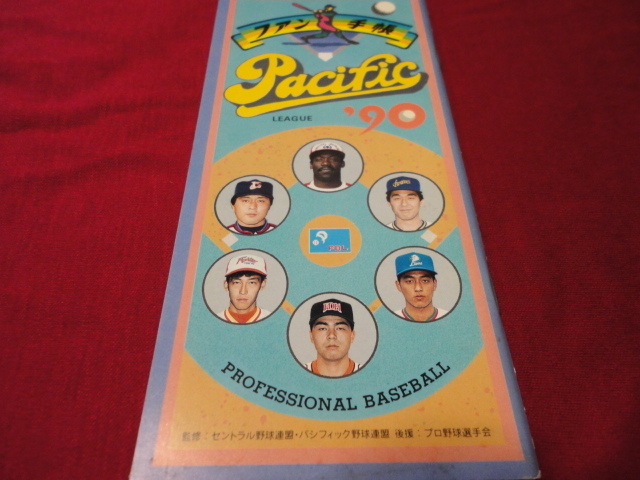 ファン手帳
Pacific
LEAGUE '90
PROFESSIONAL BASEBALL
監修：セントラル野球連盟・パシフィック野球連盟 後援：プロ野球選手会